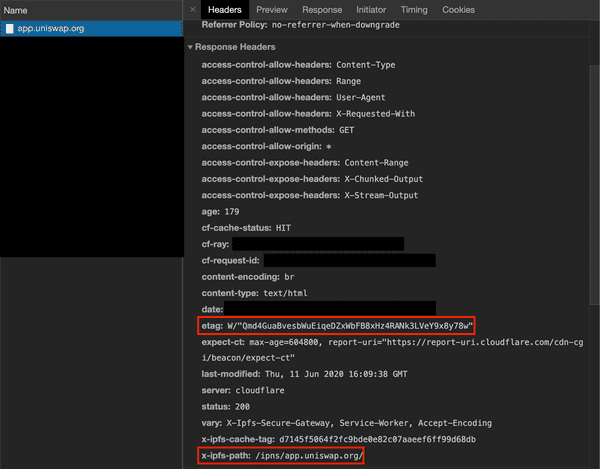 Name
app.uniswap.org
× Headers Preview Response Initiator Timing Cookies
Referrer Policy: no-referrer-when-downgrade
▼ Response Headers
access-control-allow-headers: Content-Type
access-control-allow-headers: Range
access-control-allow-headers: User-Agent
access-control-allow-headers: X-Requested-With
access-control-allow-methods: GET
access-control-allow-origin: *
access-control-expose-headers: Content-Range
access-control-expose-headers: X-Chunked-Output
access-control-expose-headers: X-Stream-Output
age: 179
cf-cache-status: HIT
cf-ray:
cf-request-id:
content-encoding: br
content-type: text/html
date:
etag: W/"Qmd4GuaBvesbWuEiqeDZxWbFB8xHz4RANk3LVeY9x8y78w"
expect-ct: max-age=604800, report-uri="https://report-uri.cloudflare.com/cdn-cg
i/beacon/expect-ct"
last-modified: Thu, 11 Jun 2020 16:09:38 GMT
server: cloudflare
status: 200
vary: X-Ipfs-Secure-Gateway, Service-Worker, Accept-Encoding
x-ipfs-cache-tag: d7145f5064f2fc9bde0e82c07aaeef6ff99d68db
x-ipfs-path: /ipns/app.uniswap.org/